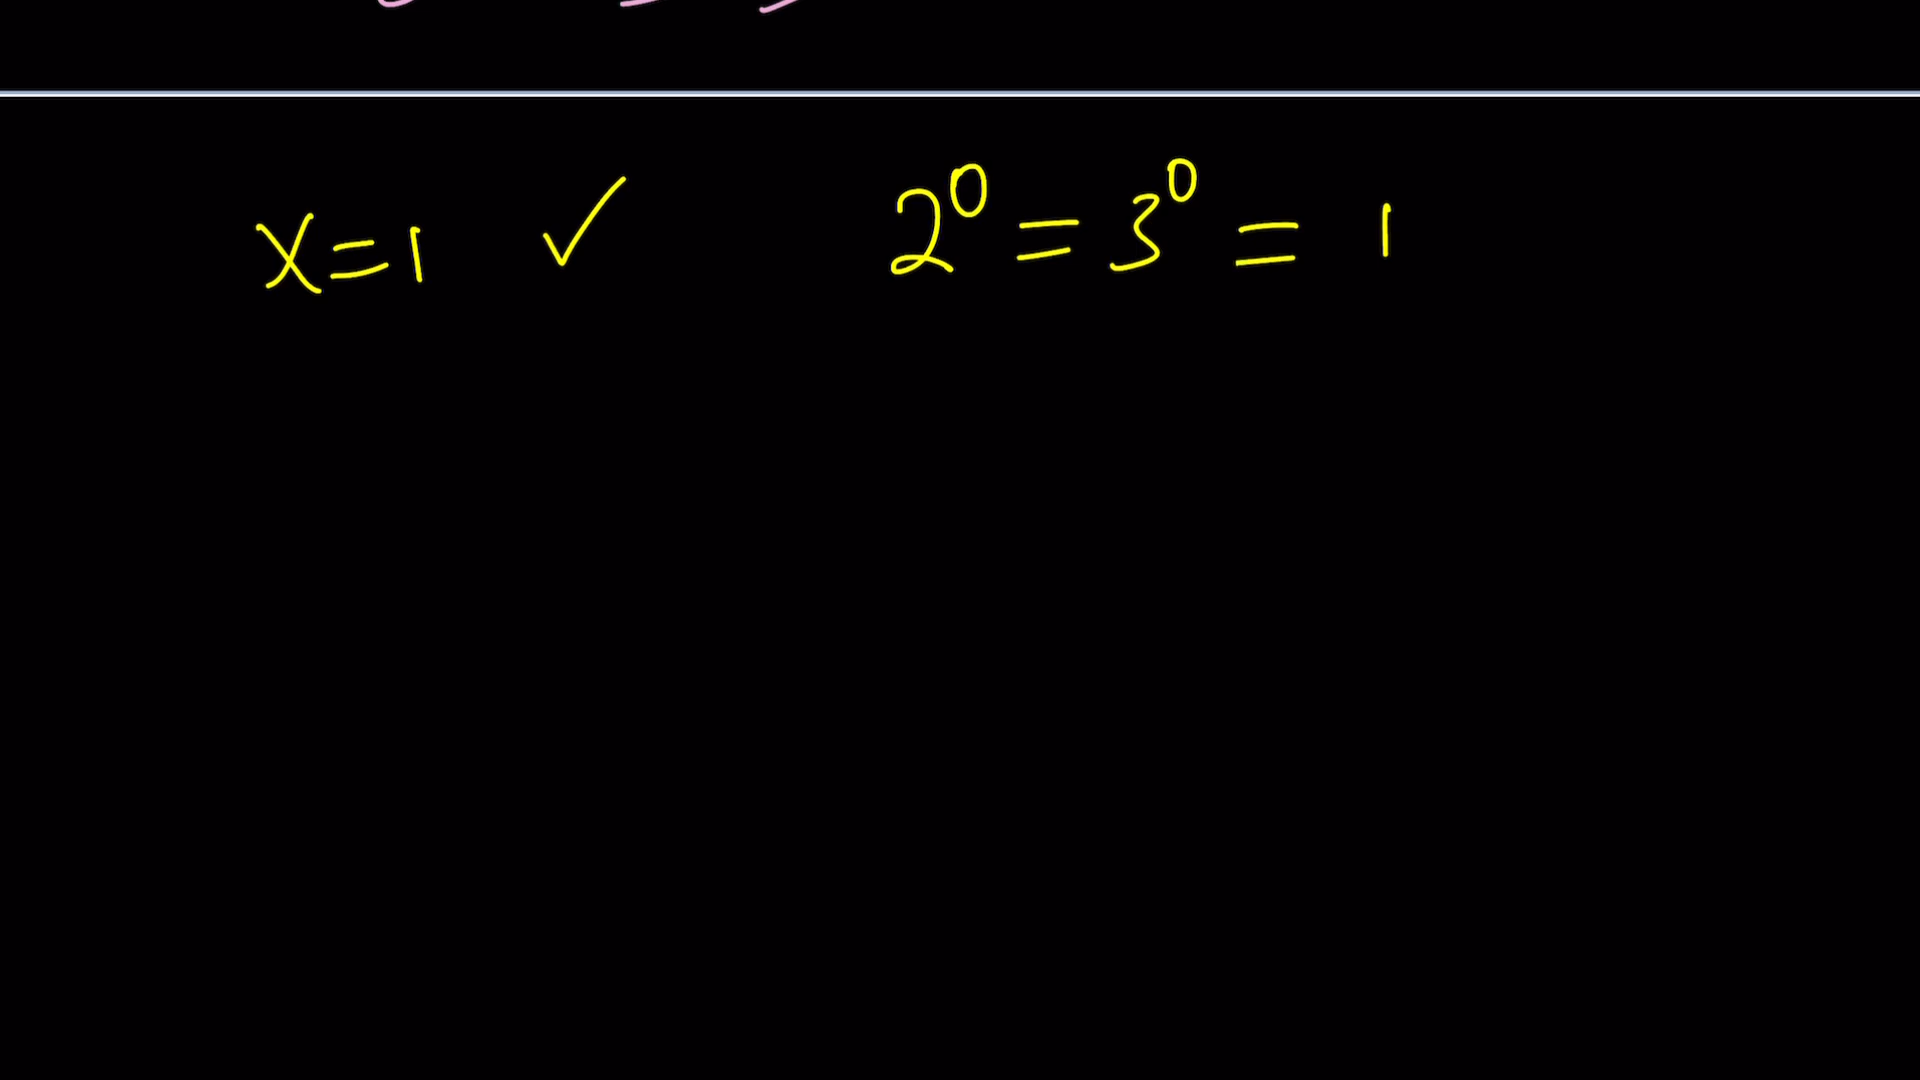 x=1 ✓ 2⁰ = 3⁰ = 1